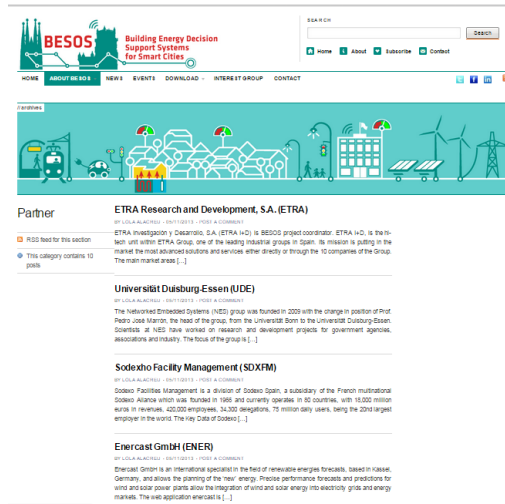 BESOS
Building Energy Decision
Support Systems
for Smart Cities
SEARCH
Search
Home About Subscribe Contact
HOME ABOUT BESOS NEWS EVENTS DOWNLOAD INTEREST GROUP CONTACT
// archives
Partner
RSS feed for this section
This category contains 10
posts
ETRA Research and Development, S.A. (ETRA)
BY LOLA ALACREU - 05/11/2013 - POST A COMMENT
ETRA Investigación y Desarrollo, S.A. (ETRA I+D) is BESOS project coordinator. ETRA I+D, is the hi-
tech unit within ETRA Group, one of the leading industrial groups in Spain. Its mission is putting in the
market the most advanced solutions and services either directly or through the 10 companies of the Group.
The main market areas [...]
Universität Duisburg-Essen (UDE)
BY LOLA ALACREU - 05/11/2013 - POST A COMMENT
The Networked Embedded Systems (NES) group was founded in 2009 with the change in position of Prof.
Pedro José Marrón, the head of the group, from the Universität Bonn to the Universität Duisburg-Essen.
Scientists at NES have worked on research and development projects for government agencies,
associations and industry. The focus of the group is [...]
Sodexho Facility Management (SDXFM)
BY LOLA ALACREU - 05/11/2013 - POST A COMMENT
Sodexo Facilities Management is a division of Sodexo Spain, a subsidiary of the French multinational
Sodexo Alliance which was founded in 1966 and currently operates in 80 countries, with 18,000 million
euros in revenues, 420,000 employees, 34,300 delegations, 75 million daily users, being the 20nd largest
employer in the world. The Key Data of Sodexo [...]
Enercast GmbH (ENER)
BY LOLA ALACREU - 05/11/2013 - POST A COMMENT
Enercast GmbH is an international specialist in the field of renewable energies forecasts, based in Kassel,
Germany, and allows the planning of the 'new' energy. Precise performance forecasts and predictions for
wind and solar power plants allow the integration of wind and solar energy into electricity grids and energy
markets. The web application enercast is [...]